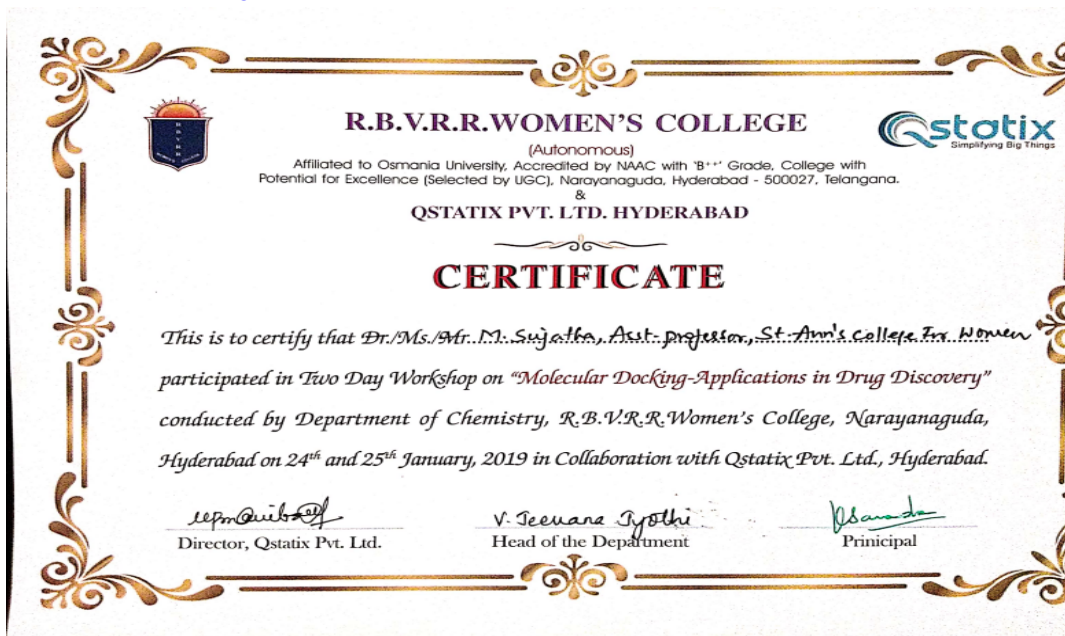 R.B.V.R.R.WOMEN'S COLLEGE
(Autonomous)
Affiliated to Osmania University, Accredited by NAAC with 'B++' Grade, College with
Potential for Excellence (Selected by UGC), Narayanaguda, Hyderabad - 500027, Telangana.
&
QSTATIX PVT. LTD. HYDERABAD
Qstatix
Simplifying Big Things
CERTIFICATE
This is to certify that Dr./Ms./Mr. M. Sujatha, Asst. professor, St. Ann's College For Women
participated in Two Day Workshop on "Molecular Docking-Applications in Drug Discovery"
conducted by Department of Chemistry, R.B.V.R.R.Women's College, Narayanaguda,
Hyderabad on 24th and 25th January, 2019 in Collaboration with Qstatix Pvt. Ltd., Hyderabad.
V. Jeevana Jyothi
Director, Qstatix Pvt. Ltd. Head of the Department Prinicipal